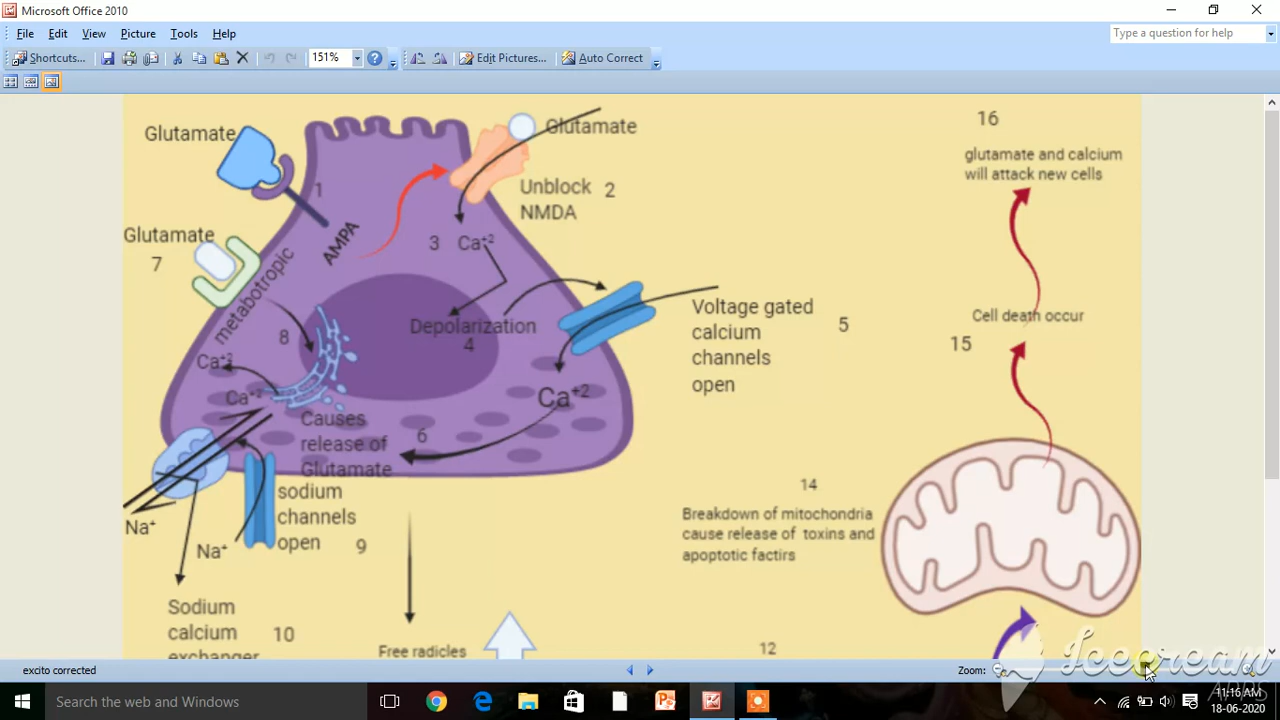 Microsoft Office 2010
File Edit View Picture Tools Help
Type a question for help
Shortcuts...
151%
Edit Pictures...
Auto Correct
Glutamate
1
AMPA
Glutamate
Unblock 2
NMDA
3 Ca+2
Glutamate
7
metabotropic
8
Depolarization
4
Voltage gated
calcium
channels
open
5
Ca+2
Ca+2
Ca+2
Causes
release of
Glutamate
6
sodium
channels
open 9
Na+
Na+
Sodium
calcium
exchanger
10
Free radicles
12
14
Breakdown of mitochondria
cause release of toxins and
apoptotic factirs
15
Cell death occur
16
glutamate and calcium
will attack new cells
excito corrected
Zoom:
Icecream
APPS
Search the web and Windows
11:16 AM
18-06-2020